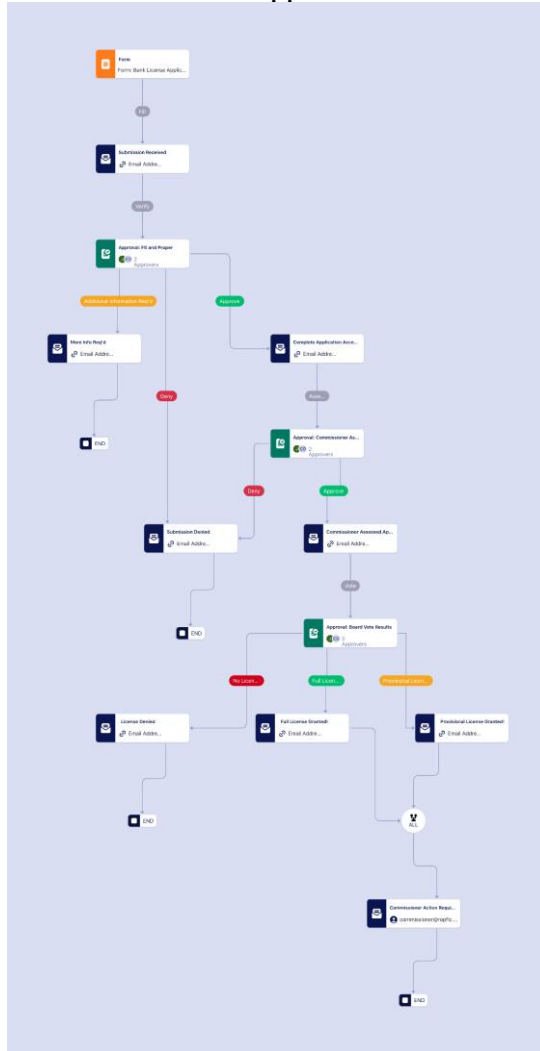 Form
Form: Bank License Applic...
Submission Received
Email Addre...
Verify
Approval: Fit and Proper
2
Approvers
Additional Information Req'd
Approve
More Info Req'd
Email Addre...
Complete Application Acce...
Email Addre...
Deny
Asse...
END
Approval: Commissioner As...
2
Approvers
Deny
Approve
Submission Denied
Email Addre...
Commissioner Assessed Ap...
Email Addre...
Vote
END
Approval: Board Vote Results
3
Approvers
No Licen...
Full Licen...
Provisional Licen...
License Denied
Email Addre...
Full License Granted!
Email Addre...
Provisional License Granted!
Email Addre...
END
ALL
Commissioner Action Requi...
END